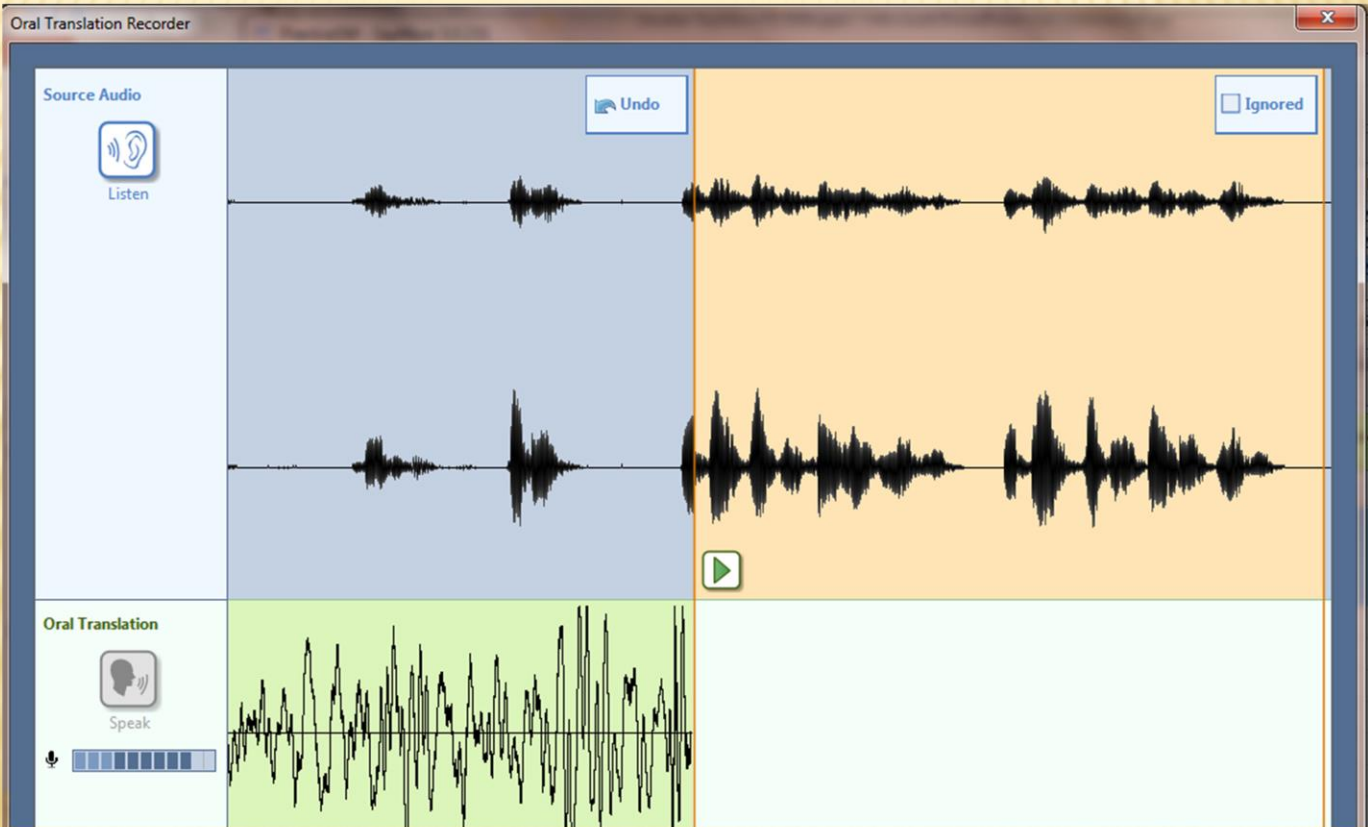 Oral Translation Recorder
Source Audio
Undo
Ignored
Listen
Oral Translation
Speak